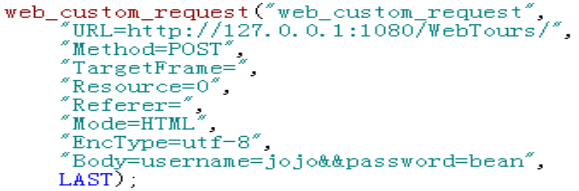 web_custom_request("web_custom_request",
"URL=http://127.0.0.1:1080/WebTours/",
"Method=POST",
"TargetFrame=",
"Resource=0",
"Referer=",
"Mode=HTML",
"EncType=utf-8",
"Body=username=jojo&&password=bean",
LAST);